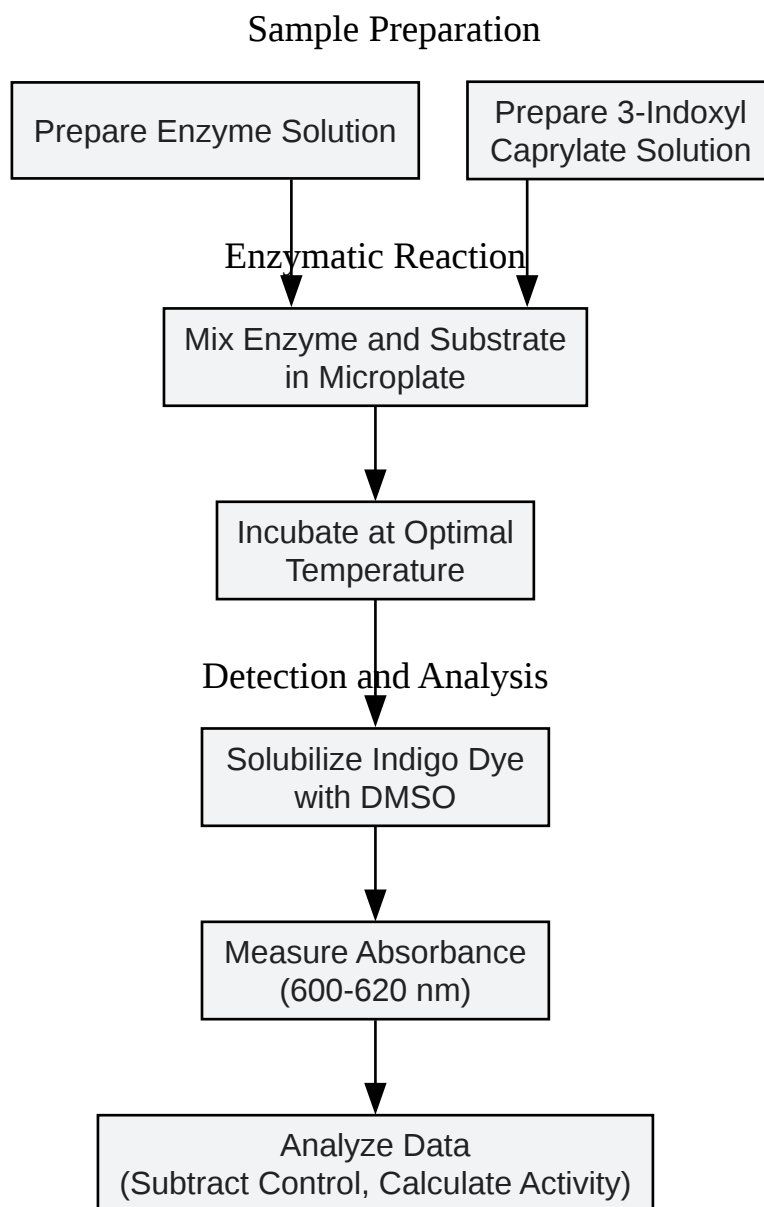 Sample Preparation
Prepare Enzyme Solution
Prepare 3-Indoxyl
Caprylate Solution
Enzymatic Reaction
Mix Enzyme and Substrate
in Microplate
Incubate at Optimal
Temperature
Detection and Analysis
Solubilize Indigo Dye
with DMSO
Measure Absorbance
(600-620 nm)
Analyze Data
(Subtract Control, Calculate Activity)